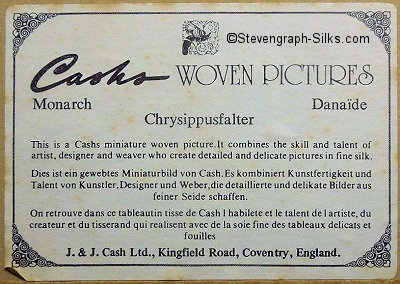 ©Stevengraph-Silks.com
Cashs WOVEN PICTURES
Monarch Danaïde
Chrysippusfalter
This is a Cashs miniature woven picture.It combines the skill and talent of
artist, designer and weaver who create detailed and delicate pictures in fine silk.
Dies ist ein gewebtes Miniaturbild von Cash.Es kombiniert Kunstfertigkeit und
Talent von Kunstler,Designer und Weber,die detaillierte und delikate Bilder aus
feiner Seide schaffen.
On retrouve dans ce tableautin tisse de Cash l habilete et le talent de l artiste, du
createur et du tisserand qui realisent avec de la soie fine des tableaux delicats et
fouilles
J. & J. Cash Ltd., Kingfield Road, Coventry, England.